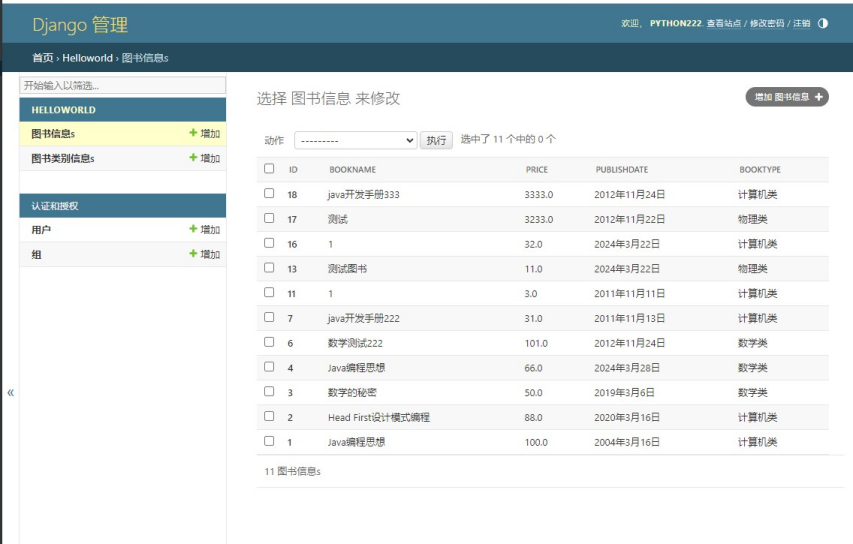 Django 管理
欢迎， PYTHON222. 查看站点 / 修改密码 / 注销
首页 › Helloworld › 图书信息s
开始输入以筛选...
HELLOWORLD
图书信息s 增加
图书类别信息s 增加
认证和授权
用户 增加
组 增加
«
选择 图书信息 来修改
增加 图书信息
动作 --------- 执行 选中了 11 个中的 0 个
ID BOOKNAME PRICE PUBLISHDATE BOOKTYPE
18 java开发手册333 3333.0 2012年11月24日 计算机类
17 测试 3233.0 2012年11月22日 物理类
16 1 32.0 2024年3月22日 计算机类
13 测试图书 11.0 2024年3月22日 物理类
11 1 3.0 2011年11月11日 计算机类
7 java开发手册222 31.0 2011年11月13日 计算机类
6 数学测试222 101.0 2012年11月24日 数学类
4 Java编程思想 66.0 2024年3月28日 数学类
3 数学的秘密 50.0 2019年3月6日 数学类
2 Head First设计模式编程 88.0 2020年3月16日 计算机类
1 Java编程思想 100.0 2004年3月16日 计算机类
11 图书信息s